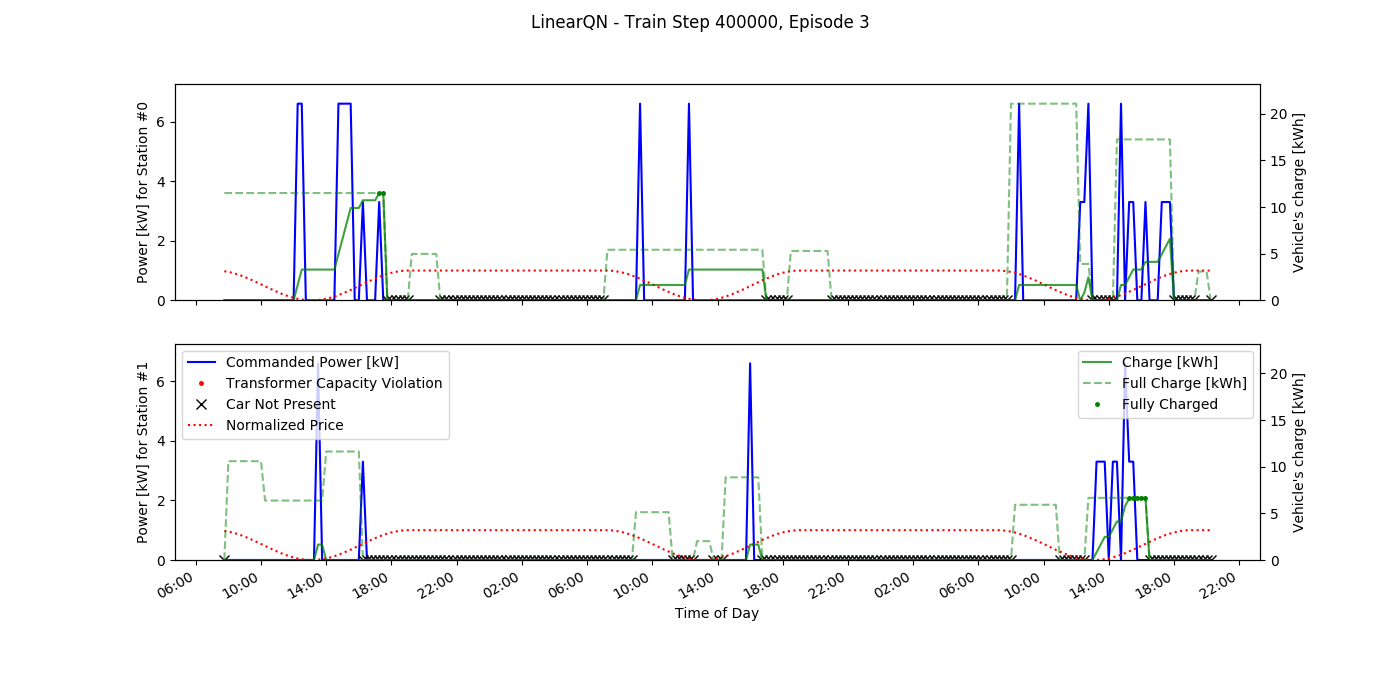 LinearQN - Train Step 400000, Episode 3
Power [kW] for Station #0
6
4
2
0
20
15
10
5
0
Vehicle's charge [kWh]
Power [kW] for Station #1
6
4
2
0
Commanded Power [kW]
Transformer Capacity Violation
Car Not Present
Normalized Price
Charge [kWh]
Full Charge [kWh]
Fully Charged
20
15
10
5
0
Vehicle's charge [kWh]
06:00 10:00 14:00 18:00 22:00 02:00 06:00 10:00 14:00 18:00 22:00 02:00 06:00 10:00 14:00 18:00 22:00
Time of Day